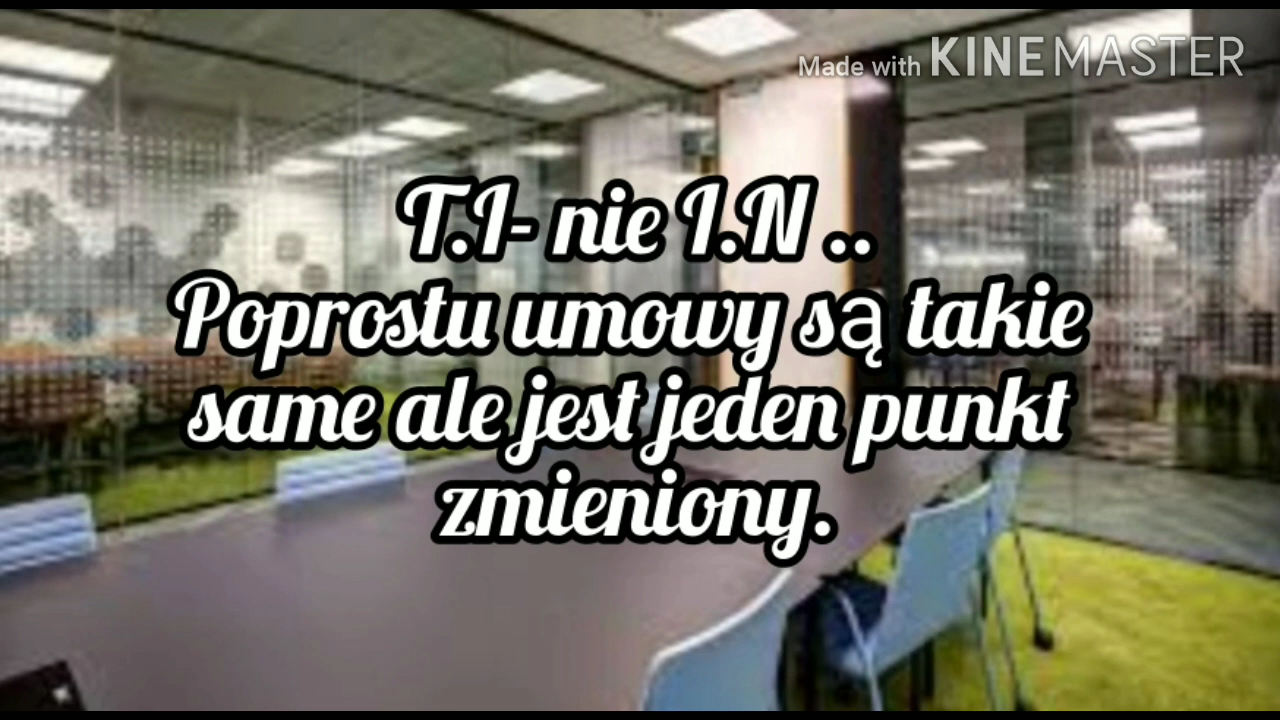 Made with KINEMASTER
T.I- nie I.N ..
Poprostu umowy są takie
same ale jest jeden punkt
zmieniony.